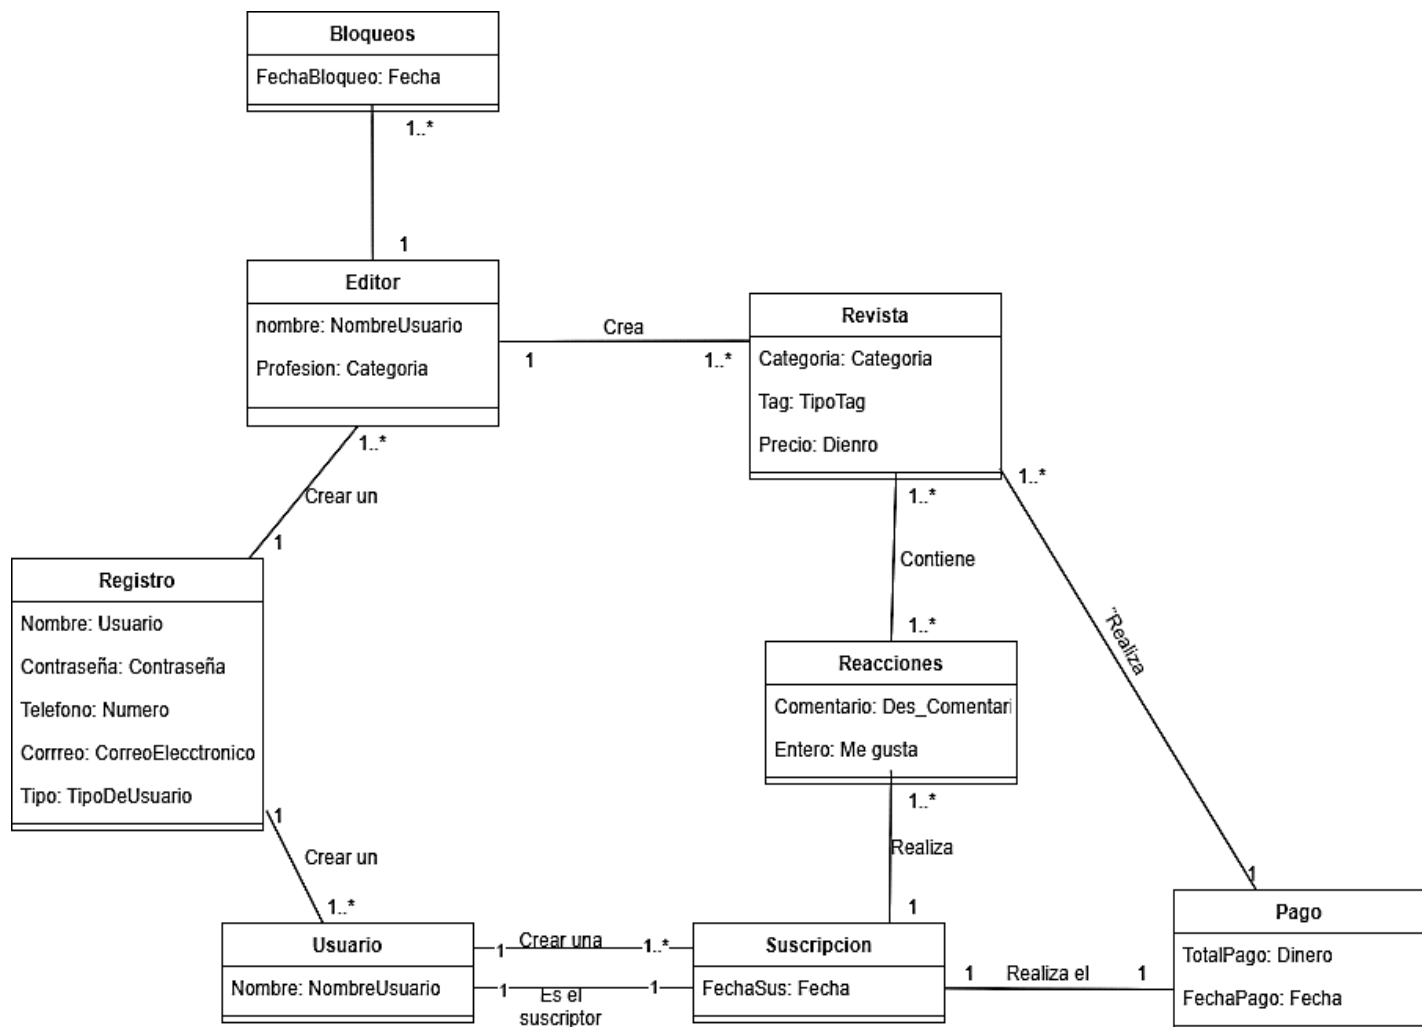 Bloqueos
FechaBloqueo: Fecha
1..*
1
Editor
nombre: NombreUsuario
Profesion: Categoria
Crea
1
1..*
Revista
Categoria: Categoria
Tag: TipoTag
Precio: Dienro
1..*
Crear un
1
1..*
Contiene
1..*
1..*
"Realiza
1
Registro
Nombre: Usuario
Contraseña: Contraseña
Telefono: Numero
Corrreo: CorreoElecctronico
Tipo: TipoDeUsuario
Reacciones
Comentario: Des_Comentari
Entero: Me gusta
1..*
Realiza
1
1
Crear un
1..*
Usuario
Nombre: NombreUsuario
1
Crear una
1..*
1
Es el
suscriptor
1
Suscripcion
FechaSus: Fecha
1
Realiza el
1
Pago
TotalPago: Dinero
FechaPago: Fecha